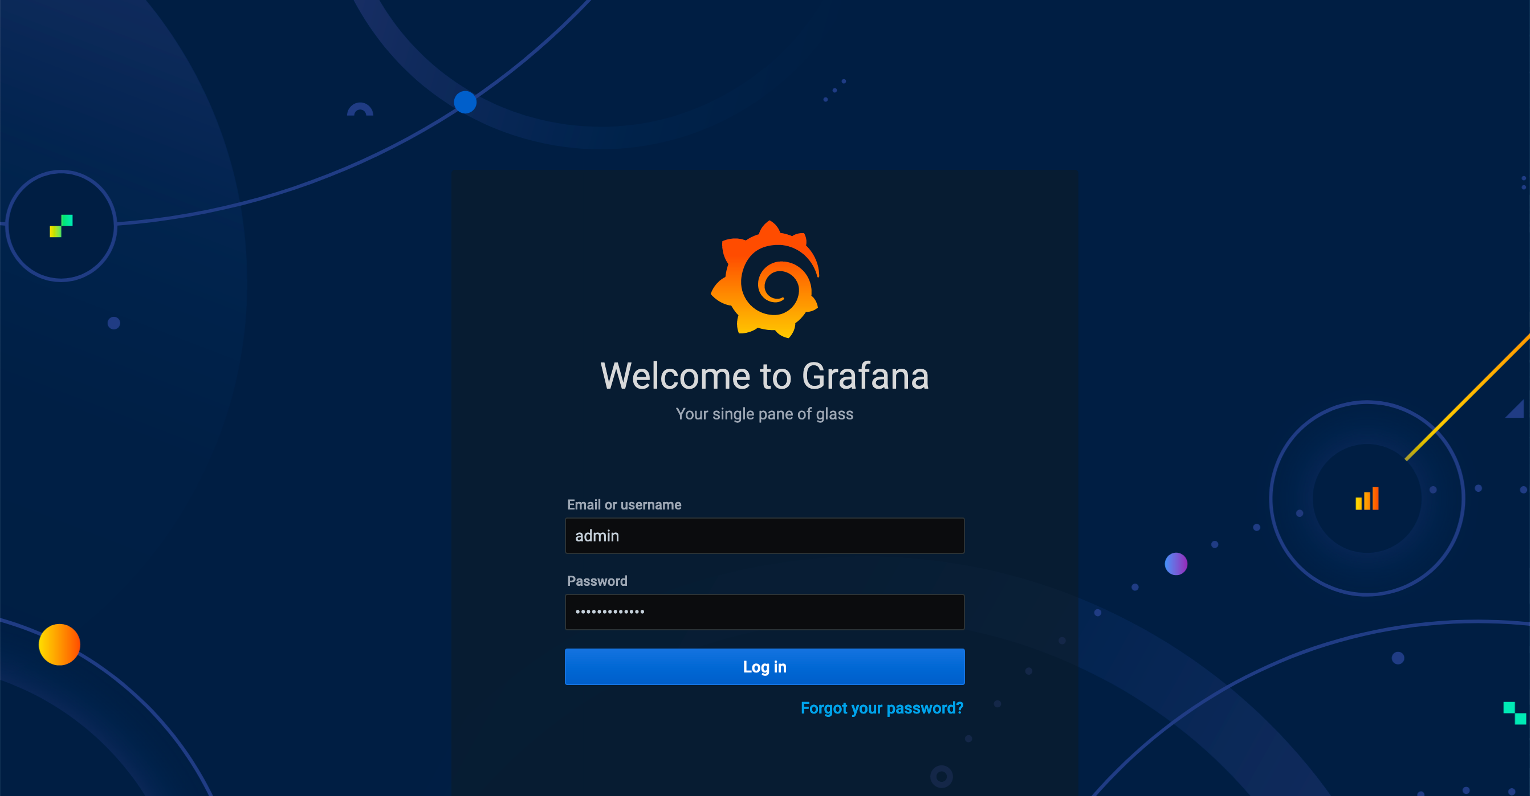 Welcome to Grafana
Your single pane of glass
Email or username
admin
Password
•••••••••••••
Log in
Forgot your password?